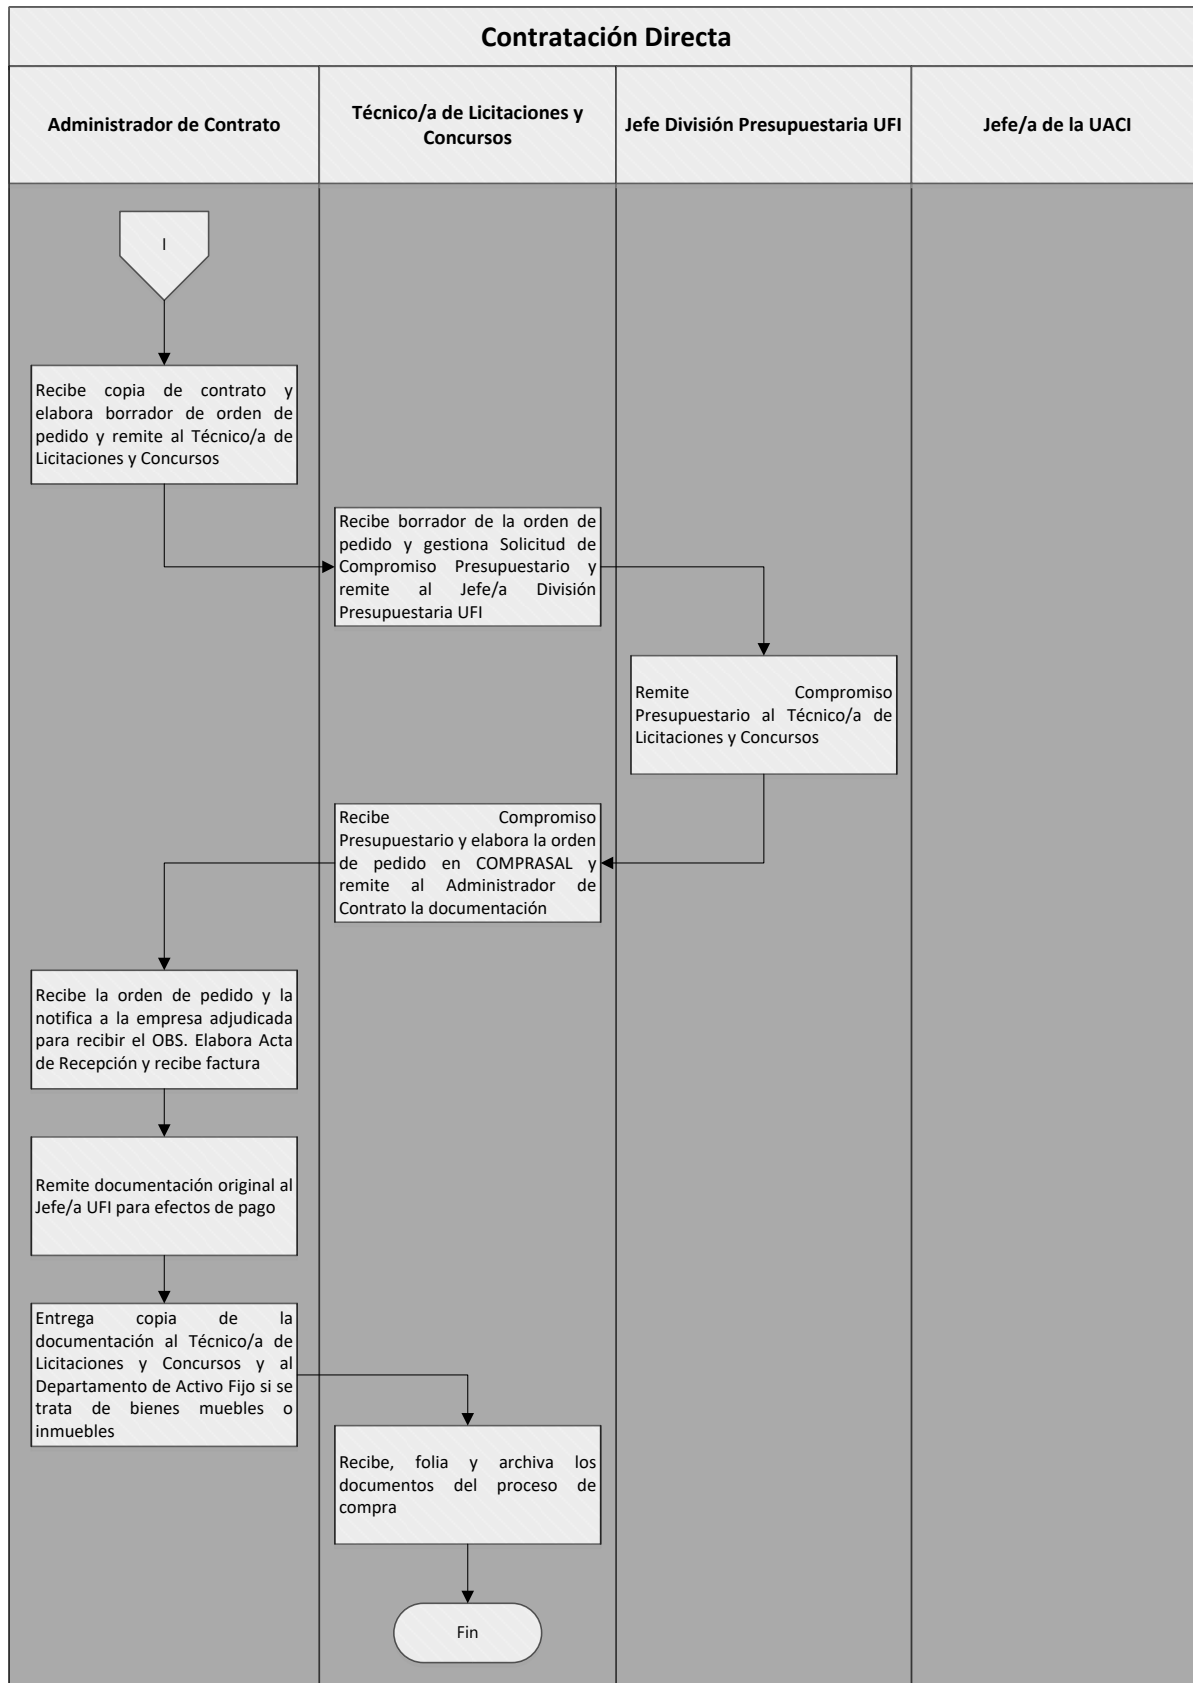 Contratación Directa
Administrador de Contrato
Técnico/a de Licitaciones y
Concursos
Jefe División Presupuestaria UFI
Jefe/a de la UACI
I
Recibe copia de contrato y
elabora borrador de orden de
pedido y remite al Técnico/a de
Licitaciones y Concursos
Recibe borrador de la orden de
pedido y gestiona Solicitud de
Compromiso Presupuestario y
remite al Jefe/a División
Presupuestaria UFI
Remite Compromiso
Presupuestario al Técnico/a de
Licitaciones y Concursos
Recibe Compromiso
Presupuestario y elabora la orden
de pedido en COMPRASAL y
remite al Administrador de
Contrato la documentación
Recibe la orden de pedido y la
notifica a la empresa adjudicada
para recibir el OBS. Elabora Acta
de Recepción y recibe factura
Remite documentación original al
Jefe/a UFI para efectos de pago
Entrega copia de la
documentación al Técnico/a de
Licitaciones y Concursos y al
Departamento de Activo Fijo si se
trata de bienes muebles o
inmuebles
Recibe, folia y archiva los
documentos del proceso de
compra
Fin